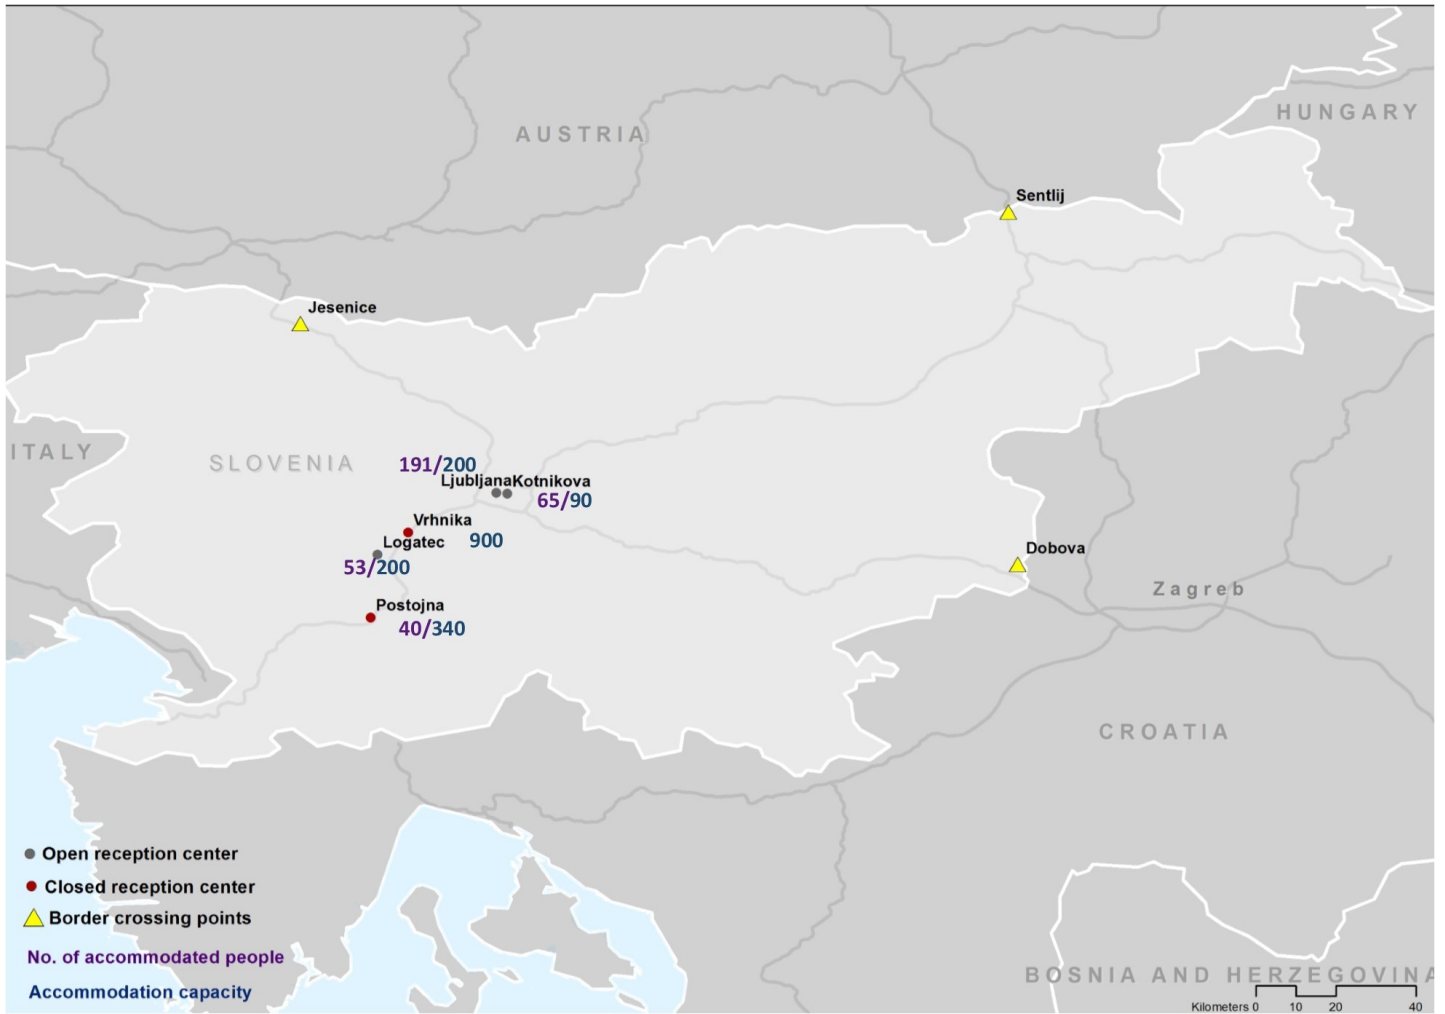 HUNGARY
AUSTRIA
Sentlij
Jesenice
ITALY
SLOVENIA
191/200
LjubljanaKotnikova
65/90
Vrhnika
900
Logatec
53/200
Dobova
Zagreb
Postojna
40/340
CROATIA
Open reception center
Closed reception center
Border crossing points
No. of accommodated people
Accommodation capacity
BOSNIA AND HERZEGOVINA
Kilometers 0 10 20 40